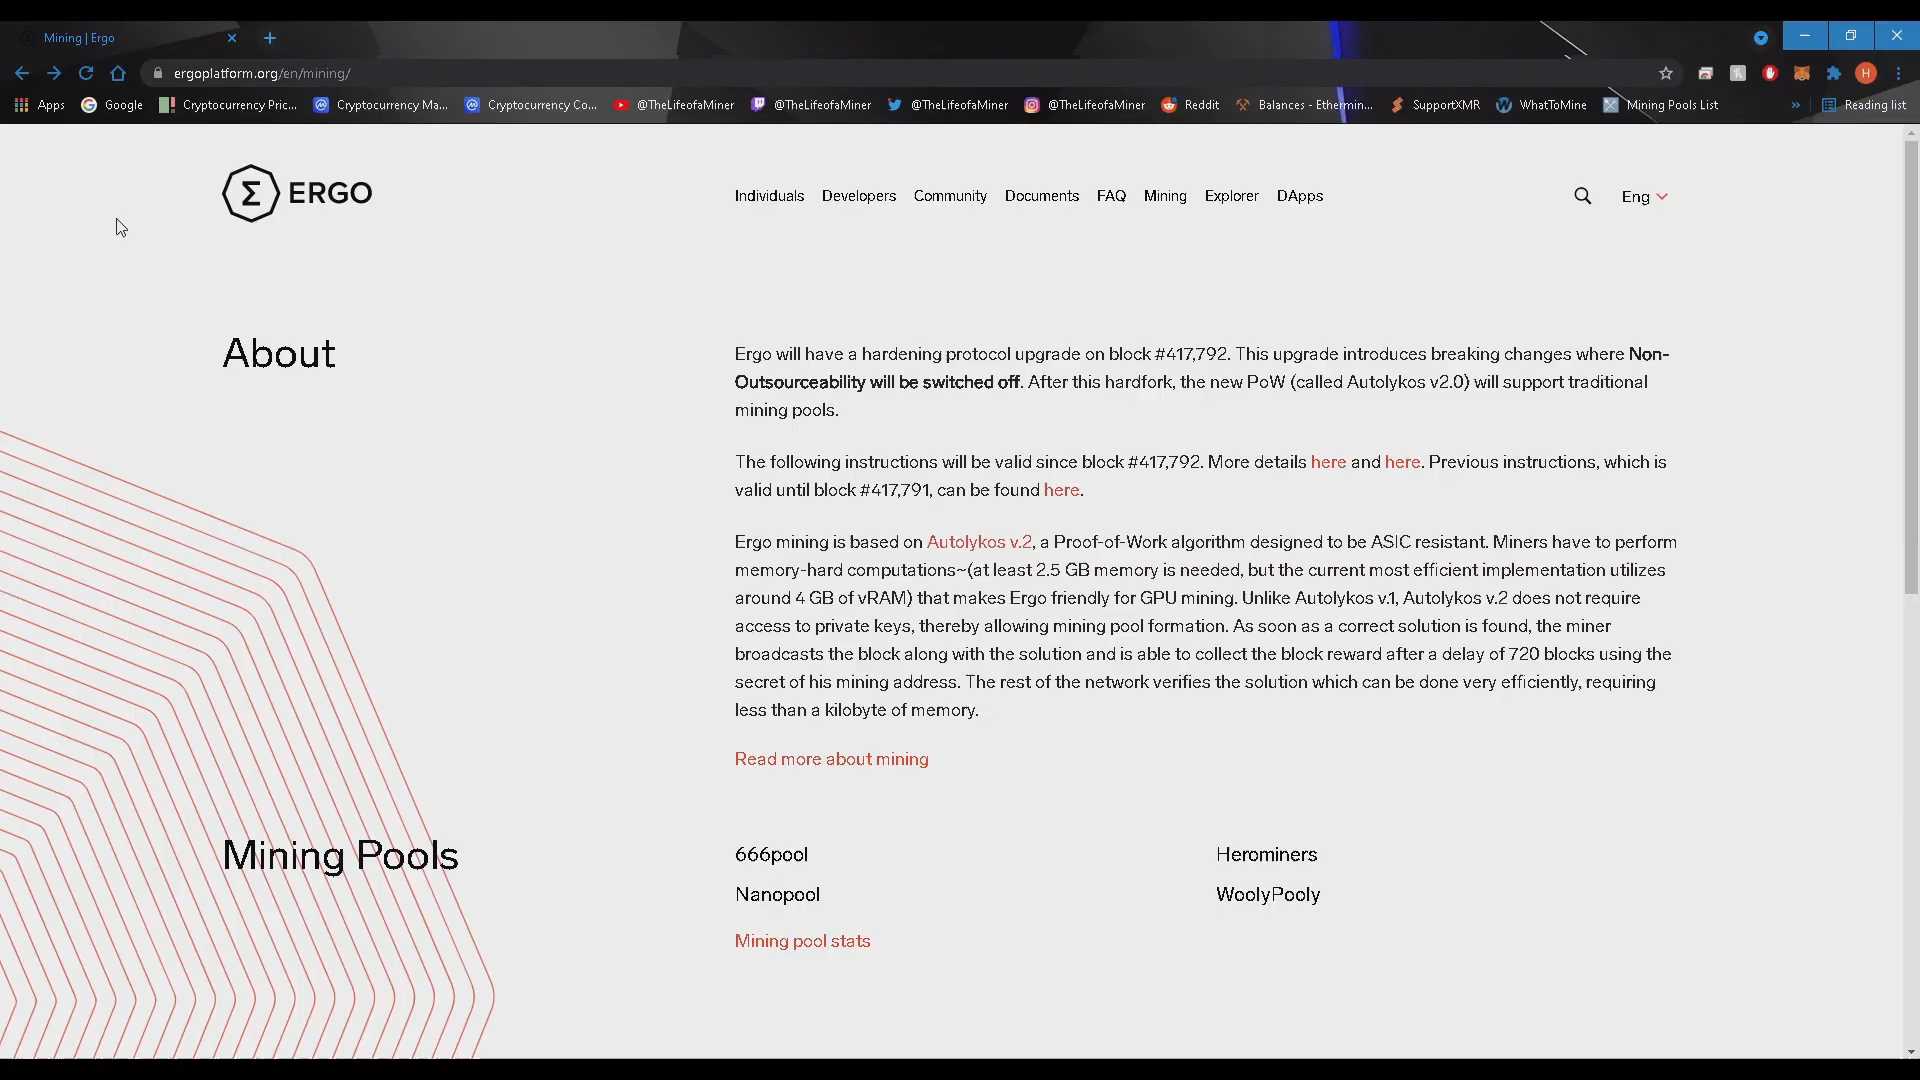 Mining | Ergo
ergoplatform.org/en/mining/
Apps Google Cryptocurrency Pric... Cryptocurrency Ma... Cryptocurrency Co... @TheLifeofaMiner @TheLifeofaMiner @TheLifeofaMiner @TheLifeofaMiner Reddit Balances - Ethermin... SupportXMR WhatToMine Mining Pools List » Reading list
Σ ERGO
Individuals Developers Community Documents FAQ Mining Explorer DApps
Eng
About
Ergo will have a hardening protocol upgrade on block #417,792. This upgrade introduces breaking changes where Non-
Outsourceability will be switched off. After this hardfork, the new PoW (called Autolykos v2.0) will support traditional
mining pools.
The following instructions will be valid since block #417,792. More details here and here. Previous instructions, which is
valid until block #417,791, can be found here.
Ergo mining is based on Autolykos v.2, a Proof-of-Work algorithm designed to be ASIC resistant. Miners have to perform
memory-hard computations~(at least 2.5 GB memory is needed, but the current most efficient implementation utilizes
around 4 GB of vRAM) that makes Ergo friendly for GPU mining. Unlike Autolykos v.1, Autolykos v.2 does not require
access to private keys, thereby allowing mining pool formation. As soon as a correct solution is found, the miner
broadcasts the block along with the solution and is able to collect the block reward after a delay of 720 blocks using the
secret of his mining address. The rest of the network verifies the solution which can be done very efficiently, requiring
less than a kilobyte of memory.
Read more about mining
Mining Pools
666pool Herominers
Nanopool WoolyPooly
Mining pool stats
H